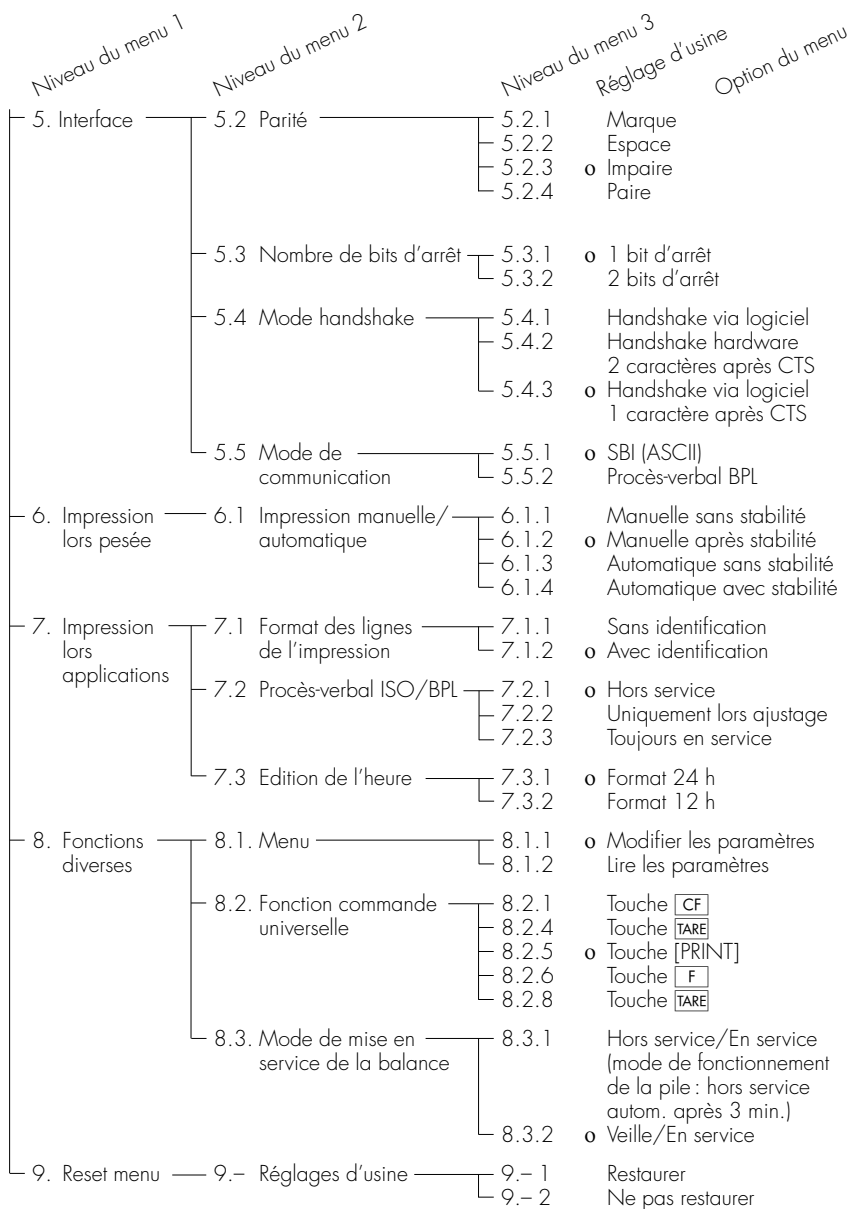 Niveau du menu 1 Niveau du menu 2 Niveau du menu 3 Réglage d'usine Option du menu
5. Interface 5.2 Parité 5.2.1 Marque
5.2.2 Espace
5.2.3 o Impaire
5.2.4 Paire
5.3 Nombre de bits d'arrêt 5.3.1 o 1 bit d'arrêt
5.3.2 2 bits d'arrêt
5.4 Mode handshake 5.4.1 Handshake via logiciel
5.4.2 Handshake hardware
2 caractères après CTS
5.4.3 o Handshake via logiciel
1 caractère après CTS
5.5 Mode de 5.5.1 o SBI (ASCII)
communication 5.5.2 Procès-verbal BPL
6. Impression 6.1 Impression manuelle/ 6.1.1 Manuelle sans stabilité
lors pesée automatique 6.1.2 o Manuelle après stabilité
6.1.3 Automatique sans stabilité
6.1.4 Automatique avec stabilité
7. Impression 7.1 Format des lignes 7.1.1 Sans identification
lors de l'impression 7.1.2 o Avec identification
applications
7.2 Procès-verbal ISO/BPL 7.2.1 o Hors service
7.2.2 Uniquement lors ajustage
7.2.3 Toujours en service
7.3 Edition de l'heure 7.3.1 o Format 24 h
7.3.2 Format 12 h
8. Fonctions 8.1. Menu 8.1.1 o Modifier les paramètres
diverses 8.1.2 Lire les paramètres
8.2. Fonction commande 8.2.1 Touche CF
universelle 8.2.4 Touche TARE
8.2.5 o Touche [PRINT]
8.2.6 Touche F
8.2.8 Touche TARE
8.3. Mode de mise en 8.3.1 Hors service/En service
service de la balance (mode de fonctionnement
de la pile : hors service
autom. après 3 min.)
8.3.2 o Veille/En service
9. Reset menu 9.– Réglages d'usine 9.– 1 Restaurer
9.– 2 Ne pas restaurer